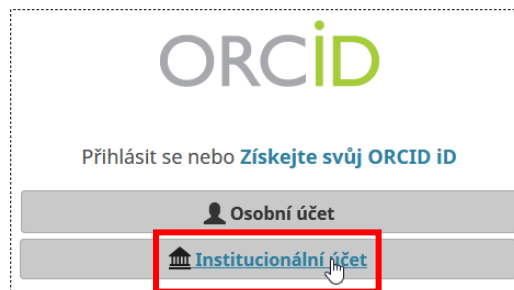 ORCiD
Přihlásit se nebo Získejte svůj ORCID iD
Osobní účet
Institucionální účet